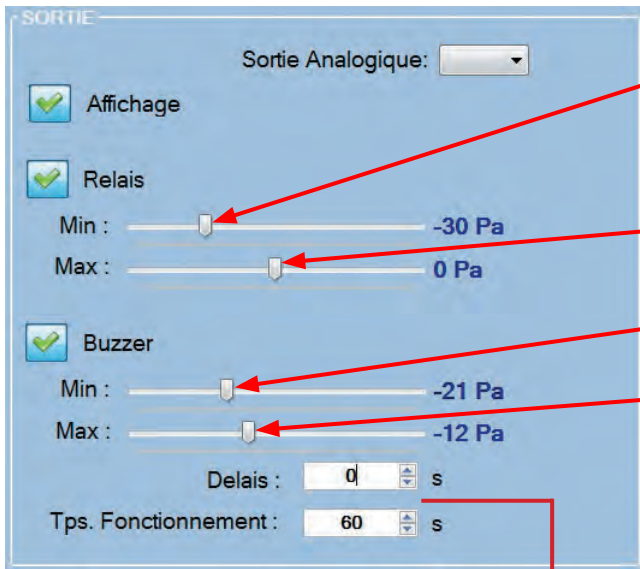 SORTIE
Sortie Analogique:
Affichage
Relais
Min : -30 Pa
Max : 0 Pa
Buzzer
Min : -21 Pa
Max : -12 Pa
Delais : 0 s
Tps. Fonctionnement : 60 s